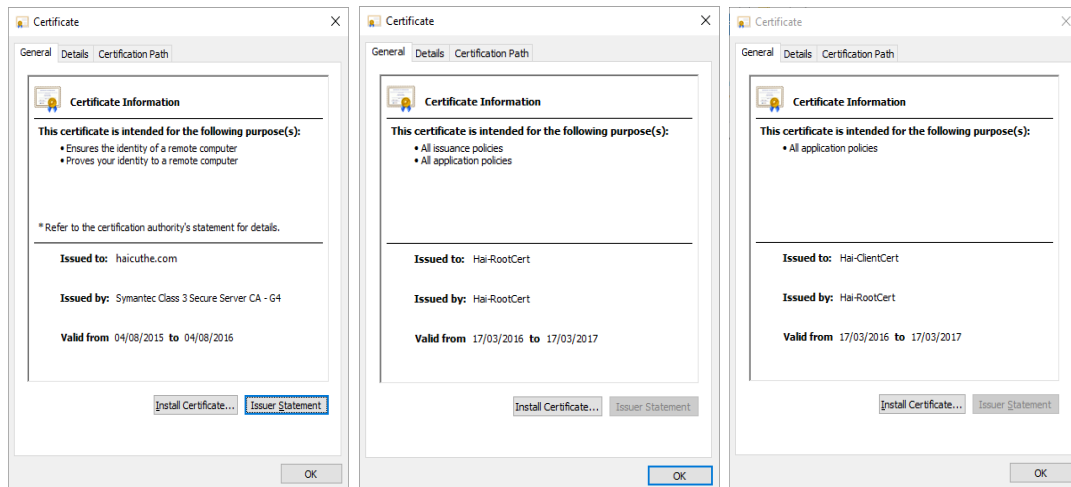 Certificate
General Details Certification Path
Certificate Information
This certificate is intended for the following purpose(s):
• Ensures the identity of a remote computer
• Proves your identity to a remote computer
* Refer to the certification authority's statement for details.
Issued to: haicuthe.com
Issued by: Symantec Class 3 Secure Server CA - G4
Valid from 04/08/2015 to 04/08/2016
Install Certificate... Issuer Statement
OK
Certificate
General Details Certification Path
Certificate Information
This certificate is intended for the following purpose(s):
• All issuance policies
• All application policies
Issued to: Hai-RootCert
Issued by: Hai-RootCert
Valid from 17/03/2016 to 17/03/2017
Install Certificate... Issuer Statement
OK
Certificate
General Details Certification Path
Certificate Information
This certificate is intended for the following purpose(s):
• All application policies
Issued to: Hai-ClientCert
Issued by: Hai-RootCert
Valid from 17/03/2016 to 17/03/2017
Install Certificate... Issuer Statement
OK